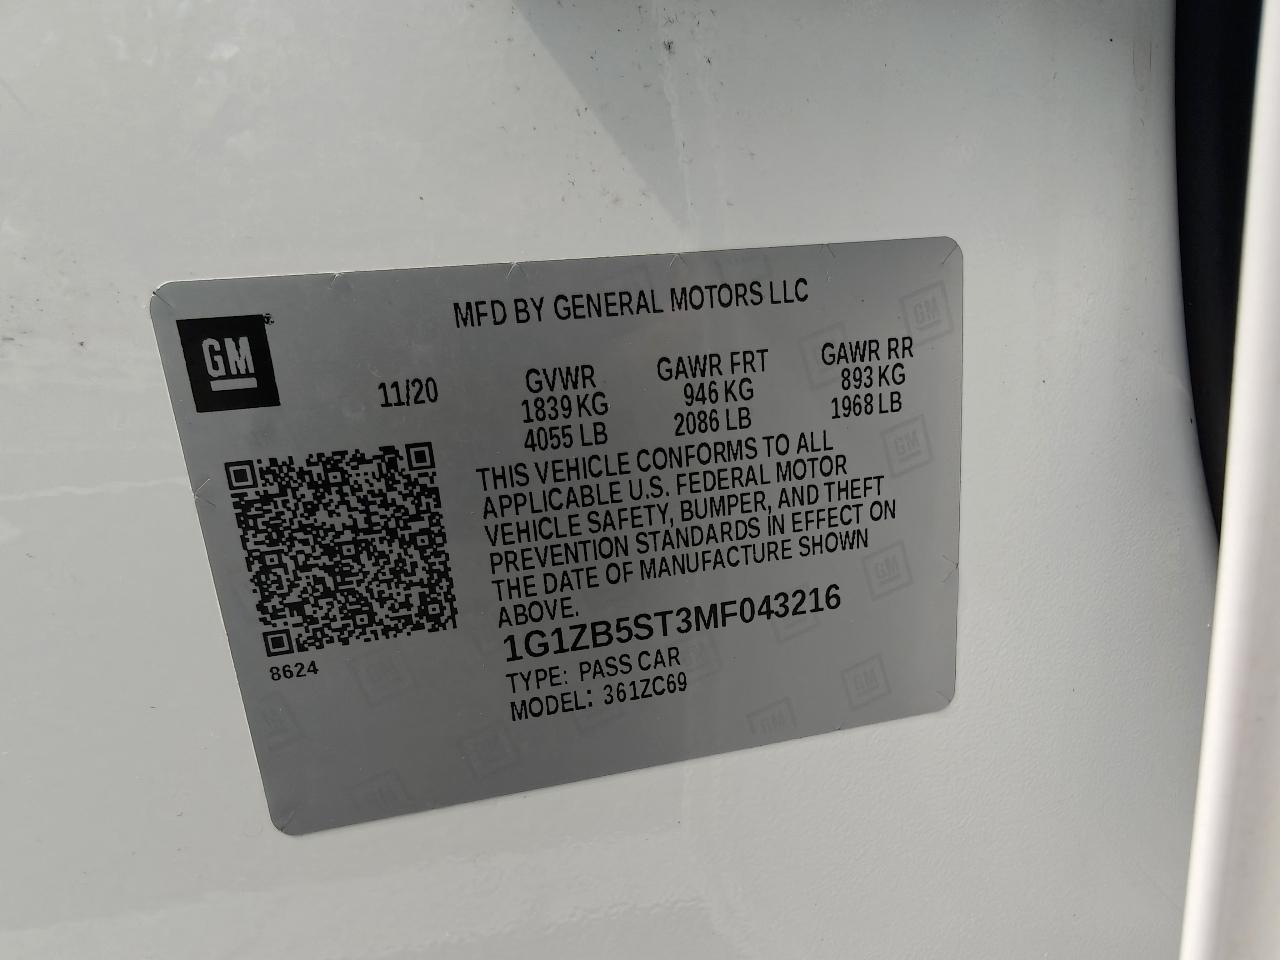 MFD BY GENERAL MOTORS LLC
GM
11/20
GVWR
1839 KG
4055 LB
GAWR FRT
946 KG
2086 LB
GAWR RR
893 KG
1968 LB
THIS VEHICLE CONFORMS TO ALL
APPLICABLE U.S. FEDERAL MOTOR
VEHICLE SAFETY, BUMPER, AND THEFT
PREVENTION STANDARDS IN EFFECT ON
THE DATE OF MANUFACTURE SHOWN
ABOVE.
1G1ZB5ST3MF043216
TYPE: PASS CAR
MODEL: 361ZC69
8624